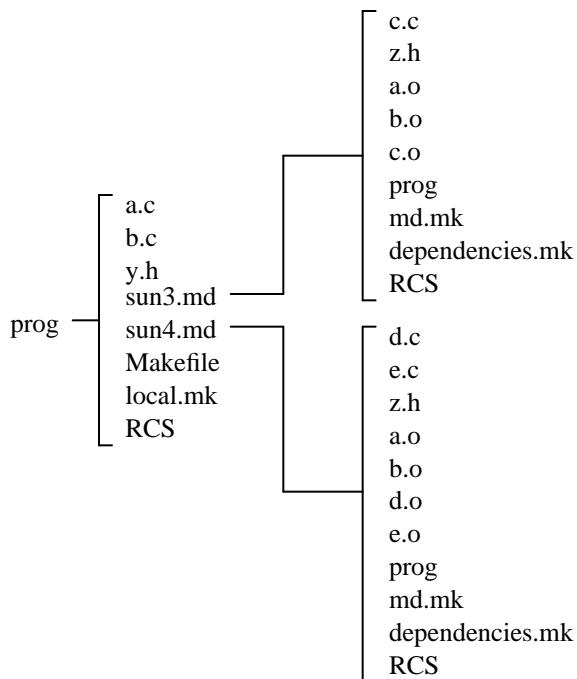 prog
a.c
b.c
y.h
sun3.md
sun4.md
Makefile
local.mk
RCS
c.c
z.h
a.o
b.o
c.o
prog
md.mk
dependencies.mk
RCS
d.c
e.c
z.h
a.o
b.o
d.o
e.o
prog
md.mk
dependencies.mk
RCS